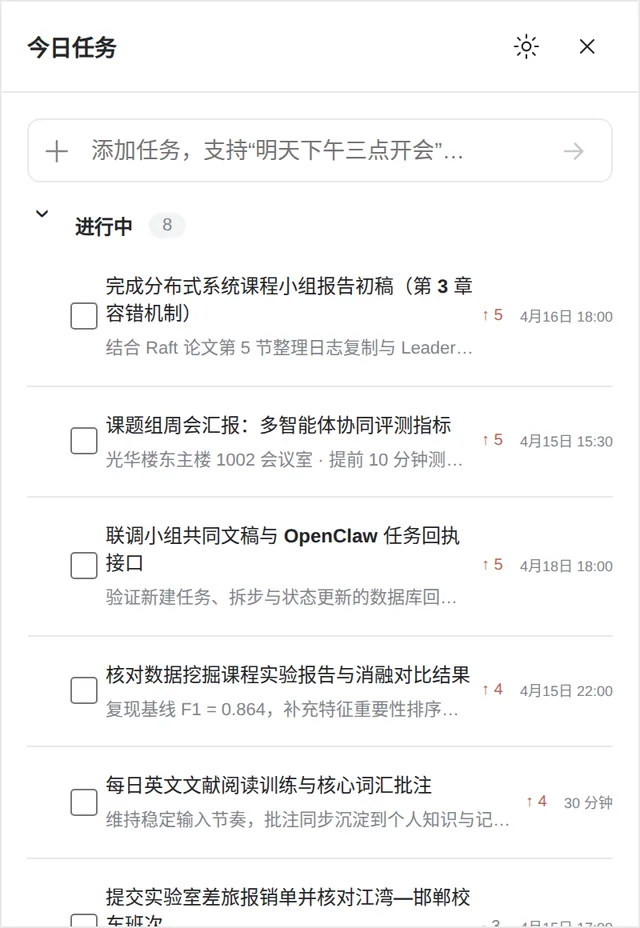 今日任务
添加任务，支持“明天下午三点开会”…
进行中 8
完成分布式系统课程小组报告初稿（第 3 章
容错机制）
结合 Raft 论文第 5 节整理日志复制与 Leader…
↑ 5 4月16日 18:00
课题组周会汇报：多智能体协同评测指标
光华楼东主楼 1002 会议室 · 提前 10 分钟测…
↑ 5 4月15日 15:30
联调小组共同文稿与 OpenClaw 任务回执
接口
验证新建任务、拆步与状态更新的数据库回…
↑ 5 4月18日 18:00
核对数据挖掘课程实验报告与消融对比结果
复现基线 F1 = 0.864，补充特征重要性排序…
↑ 4 4月15日 22:00
每日英文文献阅读训练与核心词汇批注
维持稳定输入节奏，批注同步沉淀到个人知识与记…
↑ 4 30 分钟
提交实验室差旅报销单并核对江湾—邯郸校
车班次
3 4月15日 17:00